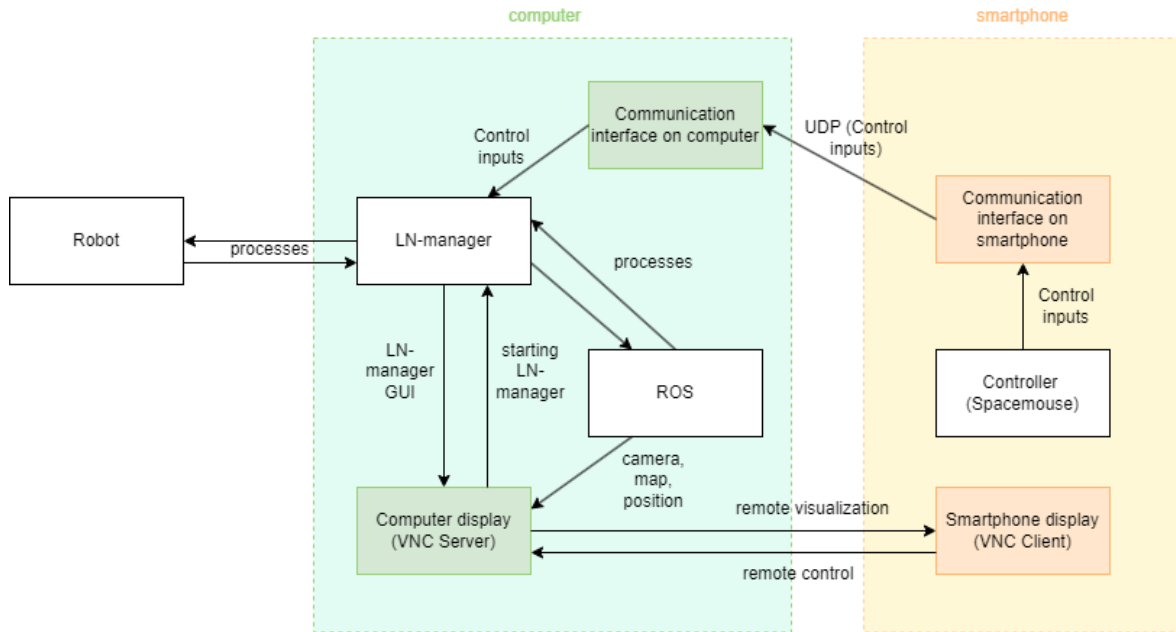 computer
smartphone
Communication
interface on computer
UDP (Control
inputs)
Control
inputs
Communication
interface on
smartphone
Robot
processes
LN-manager
processes
Control
inputs
LN-
manager
GUI
starting
LN-
manager
ROS
Controller
(Spacemouse)
camera,
map,
position
Computer display
(VNC Server)
remote visualization
remote control
Smartphone display
(VNC Client)